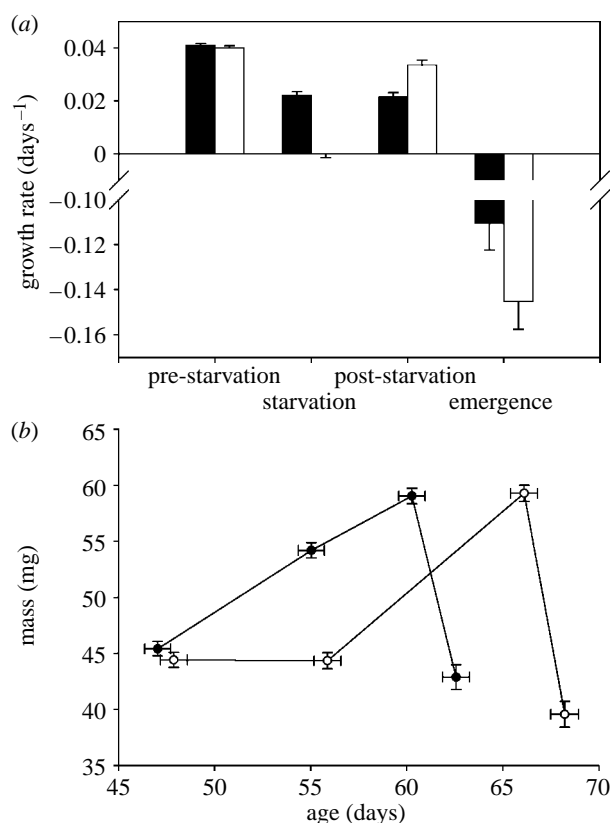 (a)
0.04
0.02
0
−0.10
−0.12
−0.14
−0.16
growth rate (days−1)
pre-starvation
post-starvation
starvation
emergence
(b)
65
60
55
50
45
40
35
mass (mg)
45
50
55
60
65
70
age (days)